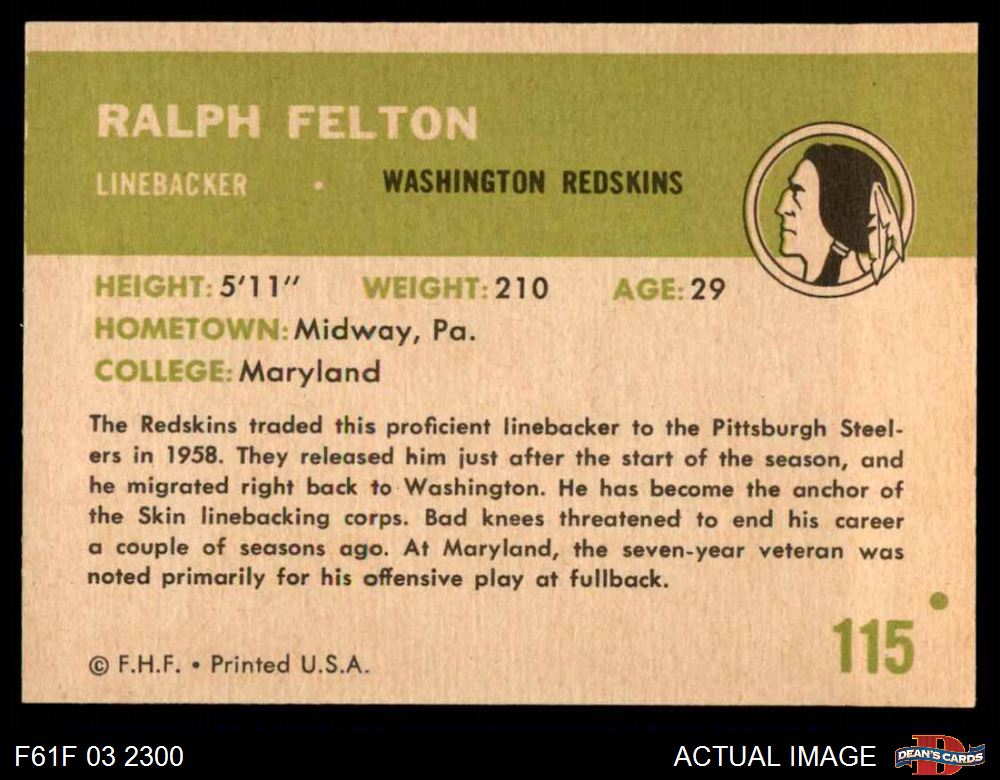 RALPH FELTON
LINEBACKER • WASHINGTON REDSKINS
HEIGHT: 5'11" WEIGHT: 210 AGE: 29
HOMETOWN: Midway, Pa.
COLLEGE: Maryland
The Redskins traded this proficient linebacker to the Pittsburgh Steel-
ers in 1958. They released him just after the start of the season, and
he migrated right back to Washington. He has become the anchor of
the Skin linebacking corps. Bad knees threatened to end his career
a couple of seasons ago. At Maryland, the seven-year veteran was
noted primarily for his offensive play at fullback.
115
© F.H.F. • Printed U.S.A.
F61F 03 2300
ACTUAL IMAGE
D
DEAN'S CARDS